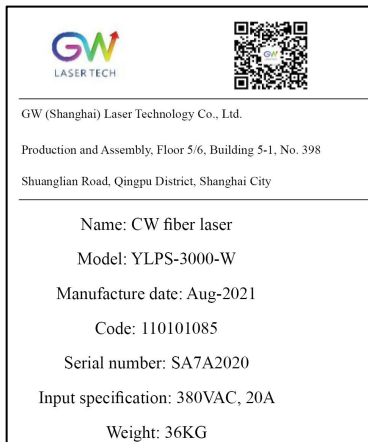 GW
LASER TECH
GW
GW (Shanghai) Laser Technology Co., Ltd.
Production and Assembly, Floor 5/6, Building 5-1, No. 398
Shuanglian Road, Qingpu District, Shanghai City
Name: CW fiber laser
Model: YLPS-3000-W
Manufacture date: Aug-2021
Code: 110101085
Serial number: SA7A2020
Input specification: 380VAC, 20A
Weight: 36KG